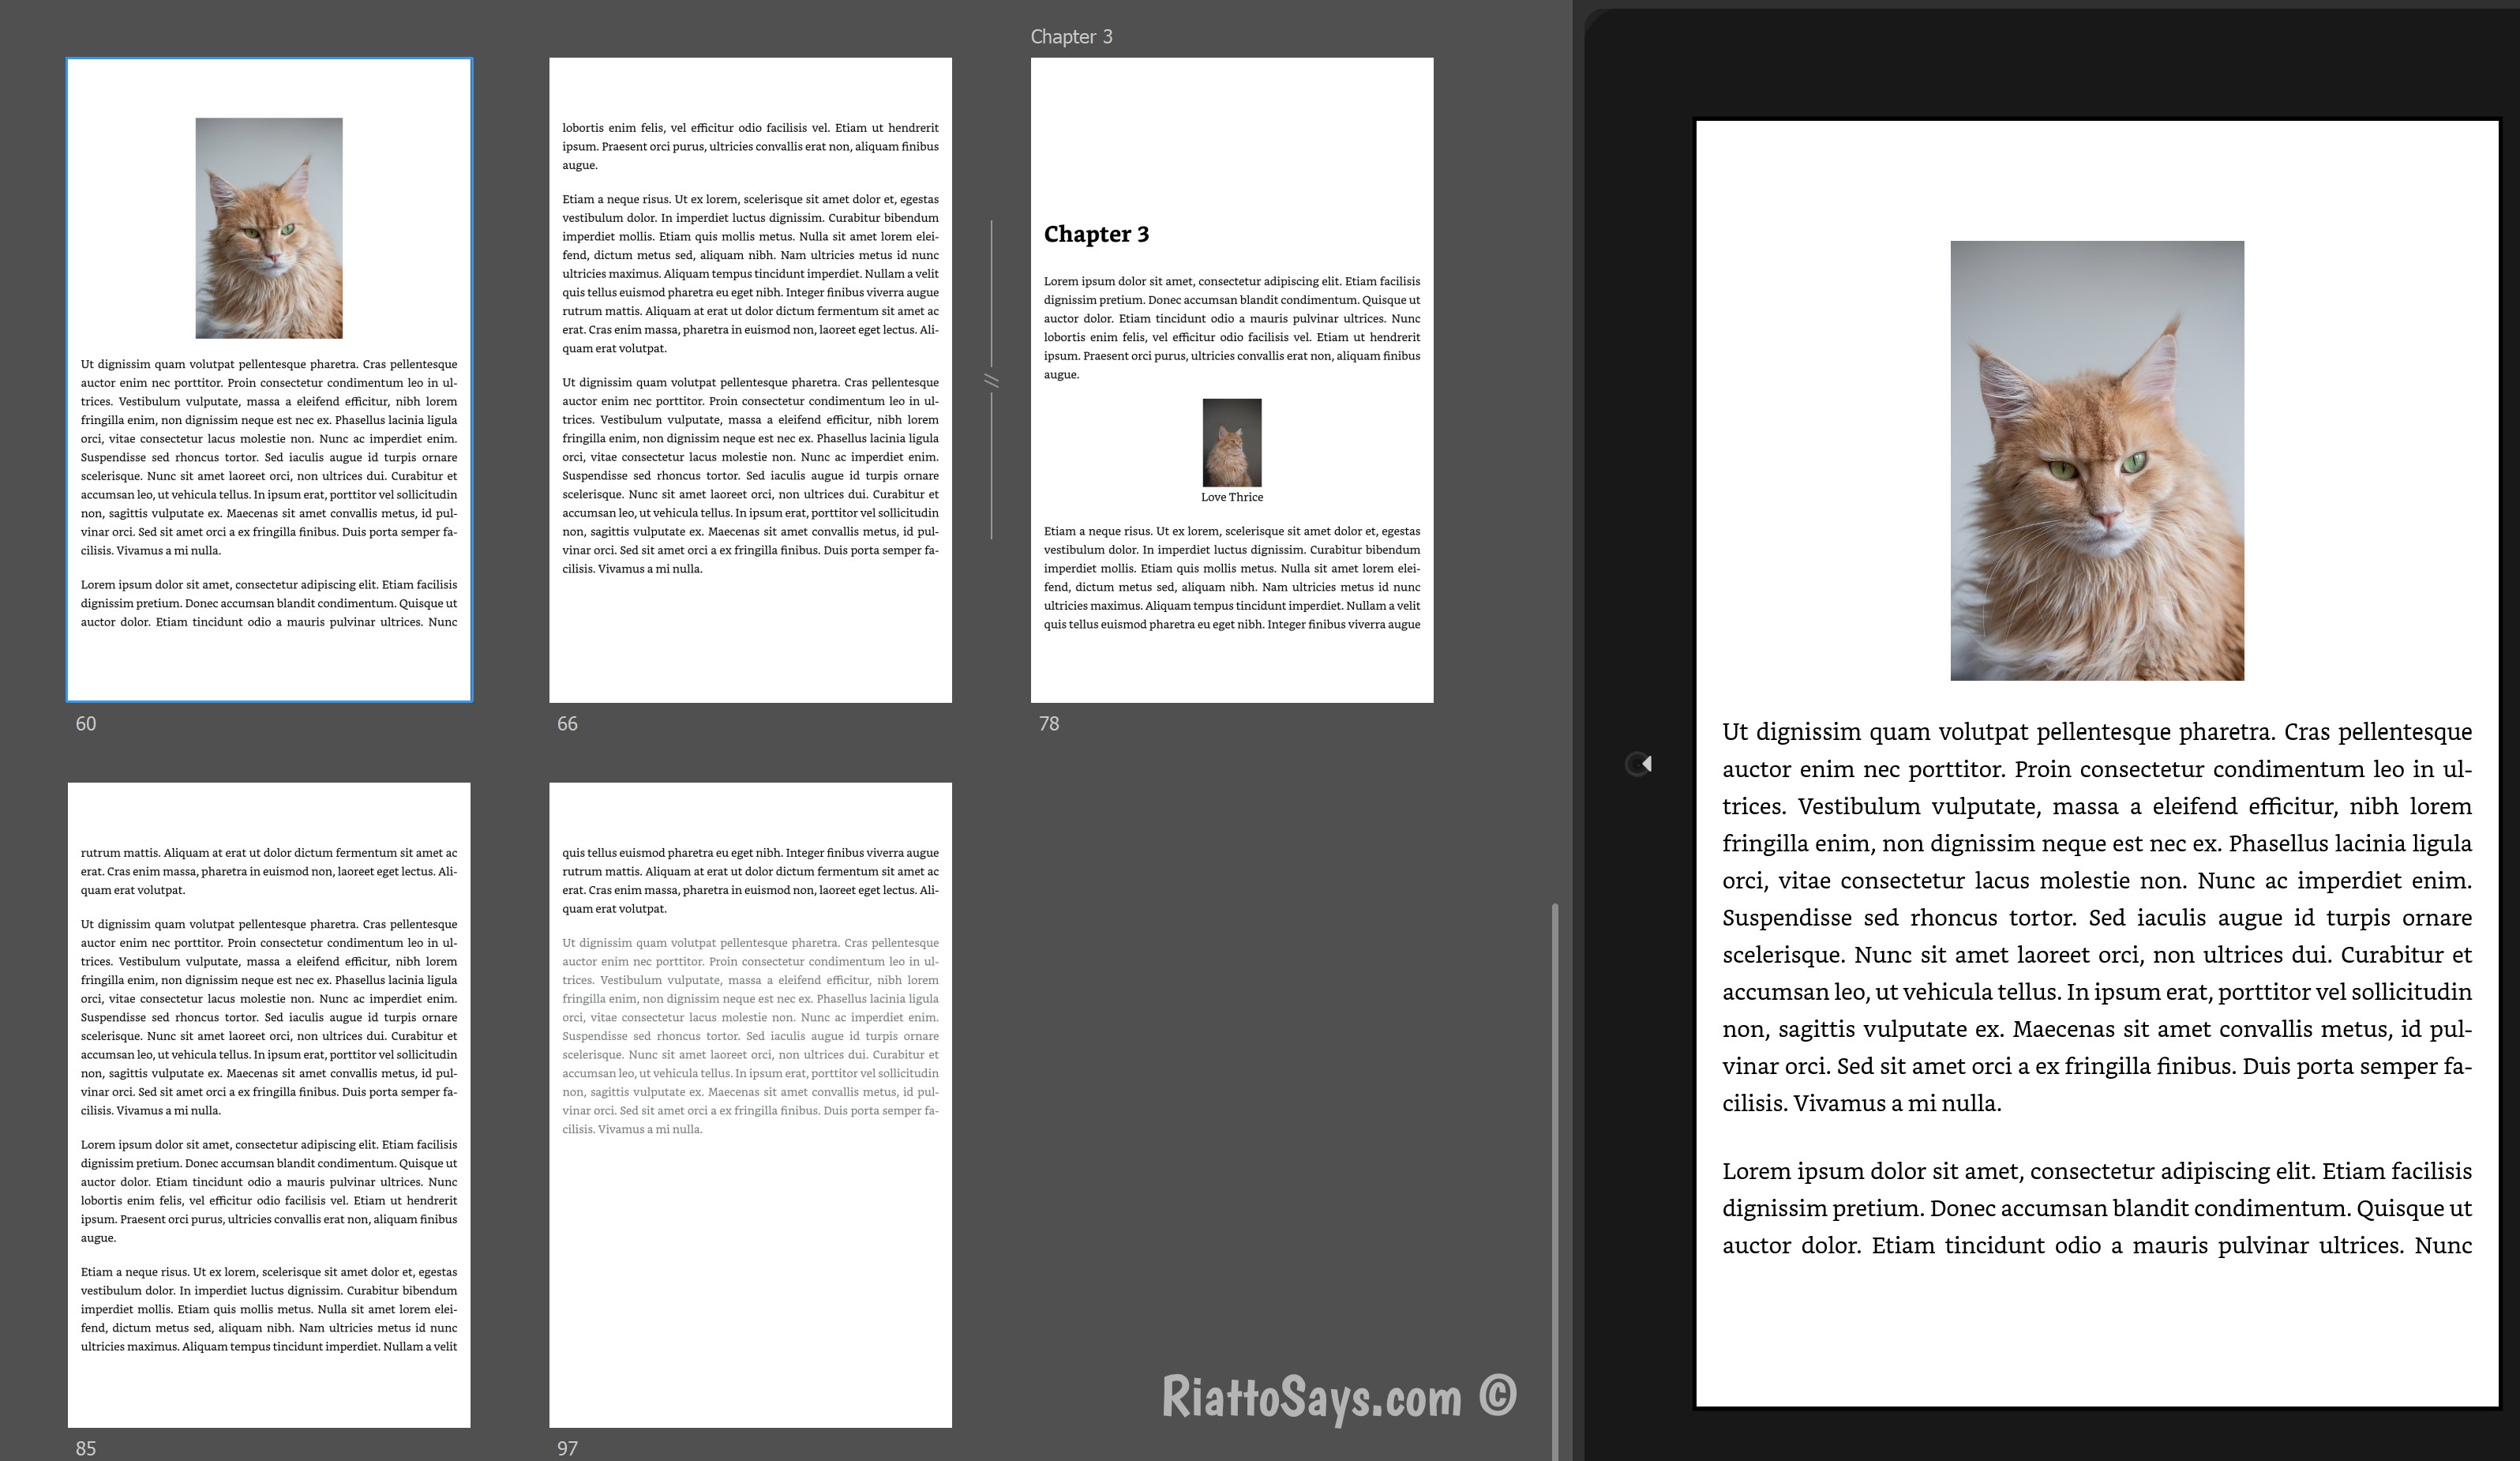 Ut dignissim quam volutpat pellentesque pharetra. Cras pellentesque
auctor enim nec porttitor. Proin consectetur condimentum leo in ul-
trices. Vestibulum vulputate, massa a eleifend efficitur, nibh lorem
fringilla enim, non dignissim neque est nec ex. Phasellus lacinia ligula
orci, vitae consectetur lacus molestie non. Nunc ac imperdiet enim.
Suspendisse sed rhoncus tortor. Sed iaculis augue id turpis ornare
scelerisque. Nunc sit amet laoreet orci, non ultrices dui. Curabitur et
accumsan leo, ut vehicula tellus. In ipsum erat, porttitor vel sollicitudin
non, sagittis vulputate ex. Maecenas sit amet convallis metus, id pul-
vinar orci. Sed sit amet orci a ex fringilla finibus. Duis porta semper fa-
cilisis. Vivamus a mi nulla.
Lorem ipsum dolor sit amet, consectetur adipiscing elit. Etiam facilisis
dignissim pretium. Donec accumsan blandit condimentum. Quisque ut
auctor dolor. Etiam tincidunt odio a mauris pulvinar ultrices. Nunc
60
lobortis enim felis, vel efficitur odio facilisis vel. Etiam ut hendrerit
ipsum. Praesent orci purus, ultricies convallis erat non, aliquam finibus
augue.
Etiam a neque risus. Ut ex lorem, scelerisque sit amet dolor et, egestas
vestibulum dolor. In imperdiet luctus dignissim. Curabitur bibendum
imperdiet mollis. Etiam quis mollis metus. Nulla sit amet lorem elei-
fend, dictum metus sed, aliquam nibh. Nam ultricies metus id nunc
ultricies maximus. Aliquam tempus tincidunt imperdiet. Nullam a velit
quis tellus euismod pharetra eu eget nibh. Integer finibus viverra augue
rutrum mattis. Aliquam at erat ut dolor dictum fermentum sit amet ac
erat. Cras enim massa, pharetra in euismod non, laoreet eget lectus. Ali-
quam erat volutpat.
Ut dignissim quam volutpat pellentesque pharetra. Cras pellentesque
auctor enim nec porttitor. Proin consectetur condimentum leo in ul-
trices. Vestibulum vulputate, massa a eleifend efficitur, nibh lorem
fringilla enim, non dignissim neque est nec ex. Phasellus lacinia ligula
orci, vitae consectetur lacus molestie non. Nunc ac imperdiet enim.
Suspendisse sed rhoncus tortor. Sed iaculis augue id turpis ornare
scelerisque. Nunc sit amet laoreet orci, non ultrices dui. Curabitur et
accumsan leo, ut vehicula tellus. In ipsum erat, porttitor vel sollicitudin
non, sagittis vulputate ex. Maecenas sit amet convallis metus, id pul-
vinar orci. Sed sit amet orci a ex fringilla finibus. Duis porta semper fa-
cilisis. Vivamus a mi nulla.
66
Chapter 3
Chapter 3
Lorem ipsum dolor sit amet, consectetur adipiscing elit. Etiam facilisis
dignissim pretium. Donec accumsan blandit condimentum. Quisque ut
auctor dolor. Etiam tincidunt odio a mauris pulvinar ultrices. Nunc
lobortis enim felis, vel efficitur odio facilisis vel. Etiam ut hendrerit
ipsum. Praesent orci purus, ultricies convallis erat non, aliquam finibus
augue.
Love Thrice
Etiam a neque risus. Ut ex lorem, scelerisque sit amet dolor et, egestas
vestibulum dolor. In imperdiet luctus dignissim. Curabitur bibendum
imperdiet mollis. Etiam quis mollis metus. Nulla sit amet lorem elei-
fend, dictum metus sed, aliquam nibh. Nam ultricies metus id nunc
ultricies maximus. Aliquam tempus tincidunt imperdiet. Nullam a velit
quis tellus euismod pharetra eu eget nibh. Integer finibus viverra augue
78
rutrum mattis. Aliquam at erat ut dolor dictum fermentum sit amet ac
erat. Cras enim massa, pharetra in euismod non, laoreet eget lectus. Ali-
quam erat volutpat.
Ut dignissim quam volutpat pellentesque pharetra. Cras pellentesque
auctor enim nec porttitor. Proin consectetur condimentum leo in ul-
trices. Vestibulum vulputate, massa a eleifend efficitur, nibh lorem
fringilla enim, non dignissim neque est nec ex. Phasellus lacinia ligula
orci, vitae consectetur lacus molestie non. Nunc ac imperdiet enim.
Suspendisse sed rhoncus tortor. Sed iaculis augue id turpis ornare
scelerisque. Nunc sit amet laoreet orci, non ultrices dui. Curabitur et
accumsan leo, ut vehicula tellus. In ipsum erat, porttitor vel sollicitudin
non, sagittis vulputate ex. Maecenas sit amet convallis metus, id pul-
vinar orci. Sed sit amet orci a ex fringilla finibus. Duis porta semper fa-
cilisis. Vivamus a mi nulla.
Lorem ipsum dolor sit amet, consectetur adipiscing elit. Etiam facilisis
dignissim pretium. Donec accumsan blandit condimentum. Quisque ut
auctor dolor. Etiam tincidunt odio a mauris pulvinar ultrices. Nunc
lobortis enim felis, vel efficitur odio facilisis vel. Etiam ut hendrerit
ipsum. Praesent orci purus, ultricies convallis erat non, aliquam finibus
augue.
Etiam a neque risus. Ut ex lorem, scelerisque sit amet dolor et, egestas
vestibulum dolor. In imperdiet luctus dignissim. Curabitur bibendum
imperdiet mollis. Etiam quis mollis metus. Nulla sit amet lorem elei-
fend, dictum metus sed, aliquam nibh. Nam ultricies metus id nunc
ultricies maximus. Aliquam tempus tincidunt imperdiet. Nullam a velit
85
quis tellus euismod pharetra eu eget nibh. Integer finibus viverra augue
rutrum mattis. Aliquam at erat ut dolor dictum fermentum sit amet ac
erat. Cras enim massa, pharetra in euismod non, laoreet eget lectus. Ali-
quam erat volutpat.
Ut dignissim quam volutpat pellentesque pharetra. Cras pellentesque
auctor enim nec porttitor. Proin consectetur condimentum leo in ul-
trices. Vestibulum vulputate, massa a eleifend efficitur, nibh lorem
fringilla enim, non dignissim neque est nec ex. Phasellus lacinia ligula
orci, vitae consectetur lacus molestie non. Nunc ac imperdiet enim.
Suspendisse sed rhoncus tortor. Sed iaculis augue id turpis ornare
scelerisque. Nunc sit amet laoreet orci, non ultrices dui. Curabitur et
accumsan leo, ut vehicula tellus. In ipsum erat, porttitor vel sollicitudin
non, sagittis vulputate ex. Maecenas sit amet convallis metus, id pul-
vinar orci. Sed sit amet orci a ex fringilla finibus. Duis porta semper fa-
cilisis. Vivamus a mi nulla.
97
RiattoSays.com ©
Ut dignissim quam volutpat pellentesque pharetra. Cras pellentesque
auctor enim nec porttitor. Proin consectetur condimentum leo in ul-
trices. Vestibulum vulputate, massa a eleifend efficitur, nibh lorem
fringilla enim, non dignissim neque est nec ex. Phasellus lacinia ligula
orci, vitae consectetur lacus molestie non. Nunc ac imperdiet enim.
Suspendisse sed rhoncus tortor. Sed iaculis augue id turpis ornare
scelerisque. Nunc sit amet laoreet orci, non ultrices dui. Curabitur et
accumsan leo, ut vehicula tellus. In ipsum erat, porttitor vel sollicitudin
non, sagittis vulputate ex. Maecenas sit amet convallis metus, id pul-
vinar orci. Sed sit amet orci a ex fringilla finibus. Duis porta semper fa-
cilisis. Vivamus a mi nulla.
Lorem ipsum dolor sit amet, consectetur adipiscing elit. Etiam facilisis
dignissim pretium. Donec accumsan blandit condimentum. Quisque ut
auctor dolor. Etiam tincidunt odio a mauris pulvinar ultrices. Nunc